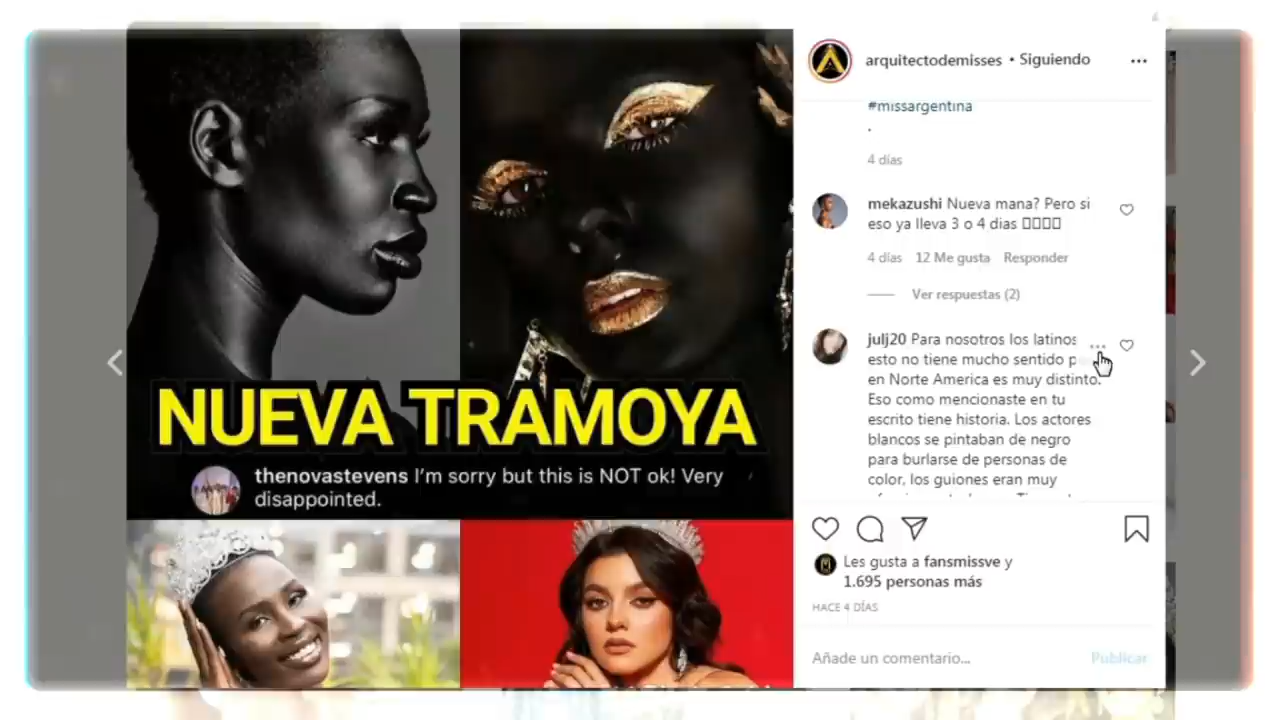 NUEVA TRAMOYA
thenovastevens I'm sorry but this is NOT ok! Very
disappointed.
arquitectodemisses • Siguiendo
#missargentina
.
4 días
mekazushi Nueva mana? Pero si
eso ya lleva 3 o 4 dias
4 días 12 Me gusta Responder
Ver respuestas (2)
julj20 Para nosotros los latinos
esto no tiene mucho sentido
en Norte America es muy distinto.
Eso como mencionaste en tu
escrito tiene historia. Los actores
blancos se pintaban de negro
para burlarse de personas de
color, los guiones eran muy
Les gusta a fansmissve y
1.695 personas más
HACE 4 DÍAS
Añade un comentario... Publicar